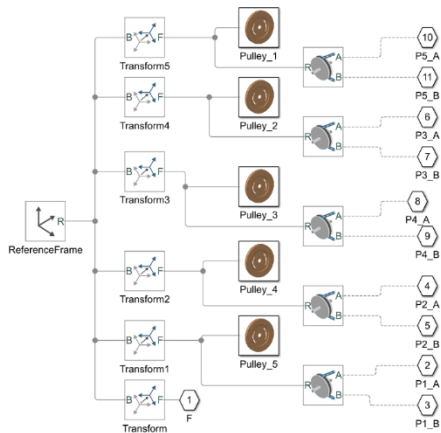 B F
Transform5
Pulley_1
R A B
10
P5_A
11
P5_B
B F
Transform4
Pulley_2
R A B
6
P3_A
7
P3_B
B F
Transform3
Pulley_3
R A B
8
P4_A
9
P4_B
R
ReferenceFrame
B F
Transform2
Pulley_4
R A B
4
P2_A
5
P2_B
B F
Transform1
Pulley_5
R A B
2
P1_A
3
P1_B
B F
Transform
1
F